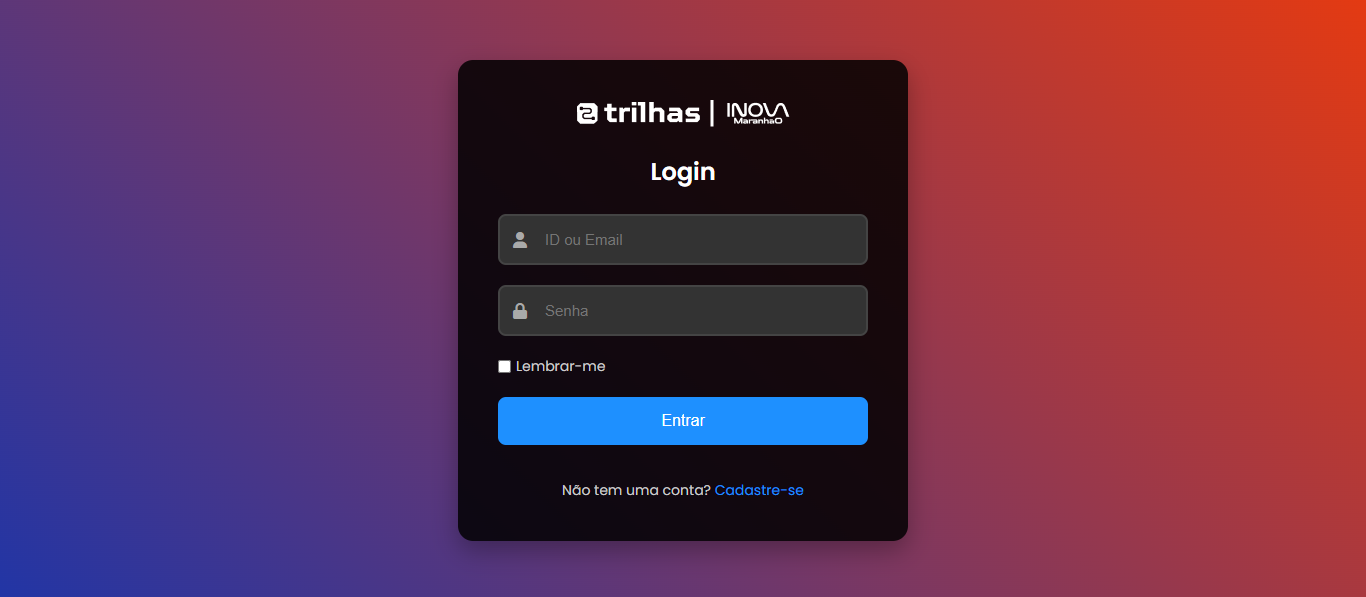 trilhas | INOVA
MaranhaO
Login
ID ou Email
Senha
Lembrar-me
Entrar
Não tem uma conta? Cadastre-se